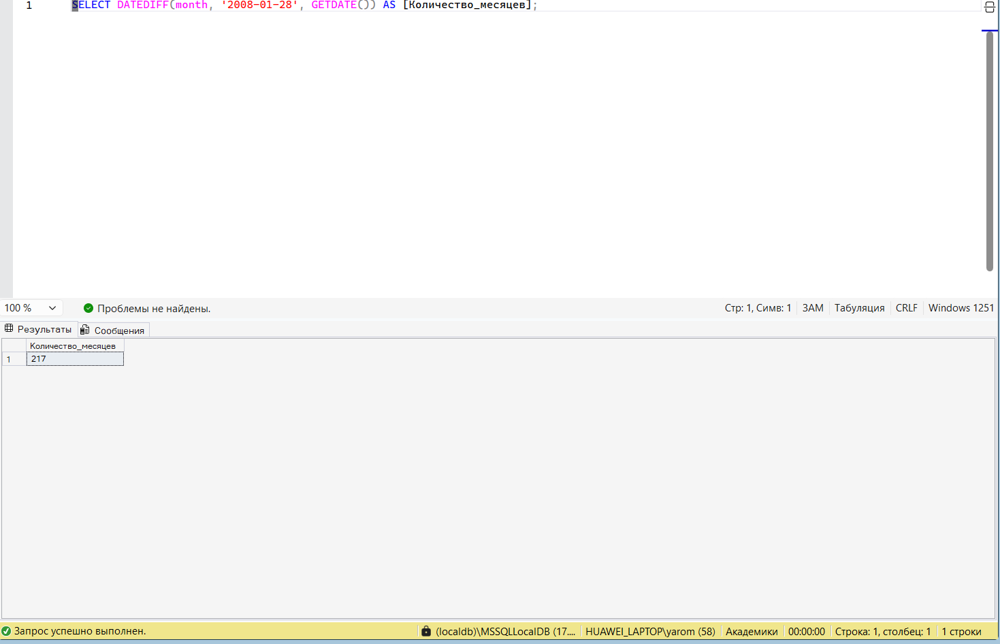 1 SELECT DATEDIFF(month, '2008-01-28', GETDATE()) AS [Количество_месяцев];
100 % Проблемы не найдены. Стр: 1, Симв: 1 ЗАМ Табуляция CRLF Windows 1251
Результаты Сообщения
Количество_месяцев
1 217
Запрос успешно выполнен. (localdb)\MSSQLLocalDB (17.... HUAWEI_LAPTOP\yarom (58) Академики 00:00:00 Строка: 1, столбец: 1 1 строки